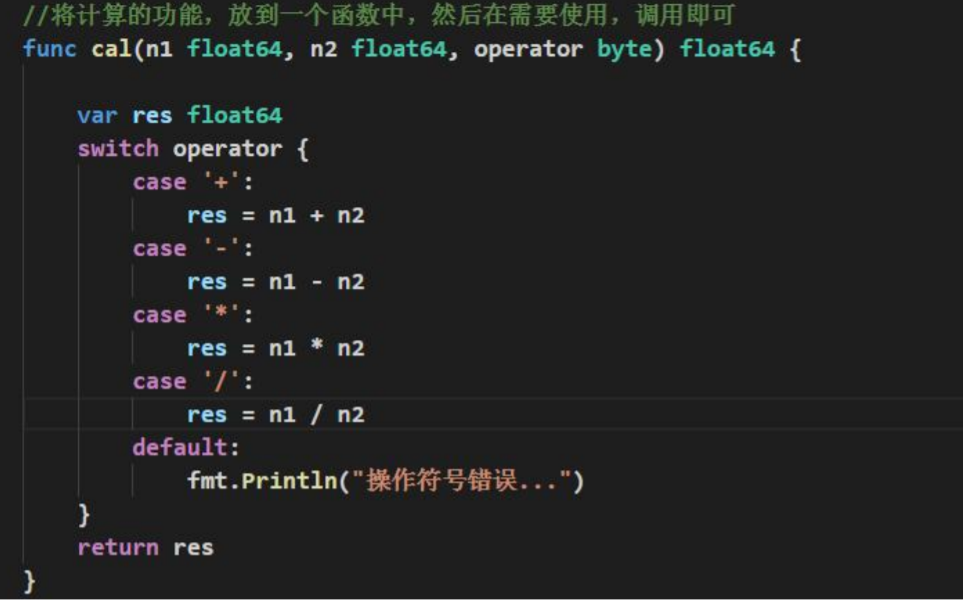 //将计算的功能，放到一个函数中，然后在需要使用，调用即可
func cal(n1 float64, n2 float64, operator byte) float64 {
var res float64
switch operator {
case '+':
res = n1 + n2
case '-':
res = n1 - n2
case '*':
res = n1 * n2
case '/':
res = n1 / n2
default:
fmt.Println("操作符号错误...")
}
return res
}